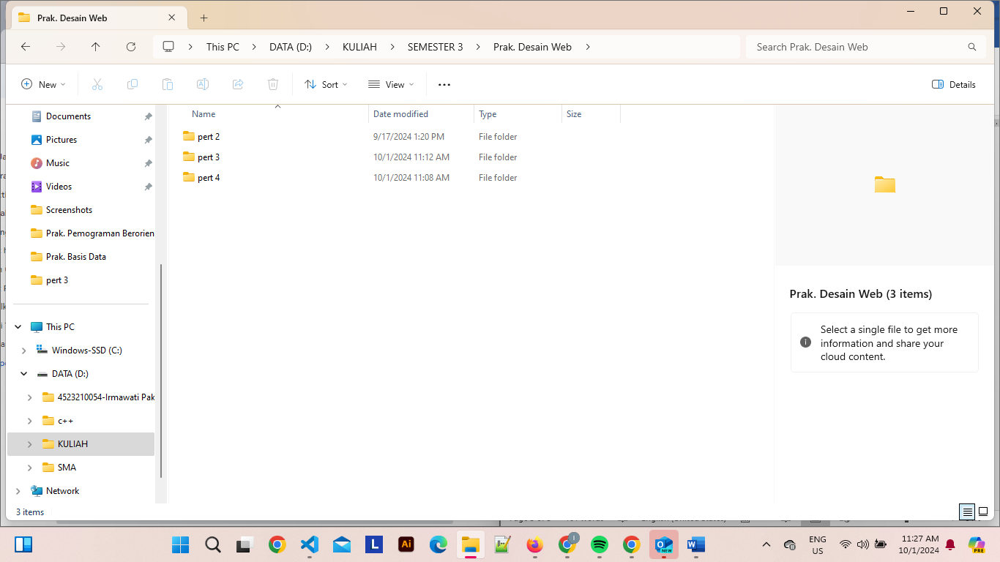 Prak. Desain Web
This PC > DATA (D:) > KULIAH > SEMESTER 3 > Prak. Desain Web >
Search Prak. Desain Web
New
Sort
View
Details
Documents
Pictures
Music
Videos
Screenshots
Prak. Pemograman Berorien
Prak. Basis Data
pert 3
This PC
Windows-SSD (C:)
DATA (D:)
4523210054-Irmawati Pak
c++
KULIAH
SMA
Network
Name Date modified Type Size
pert 2 9/17/2024 1:20 PM File folder
pert 3 10/1/2024 11:12 AM File folder
pert 4 10/1/2024 11:08 AM File folder
Prak. Desain Web (3 items)
Select a single file to get more
information and share your
cloud content.
3 items
ENG
US
11:27 AM
10/1/2024